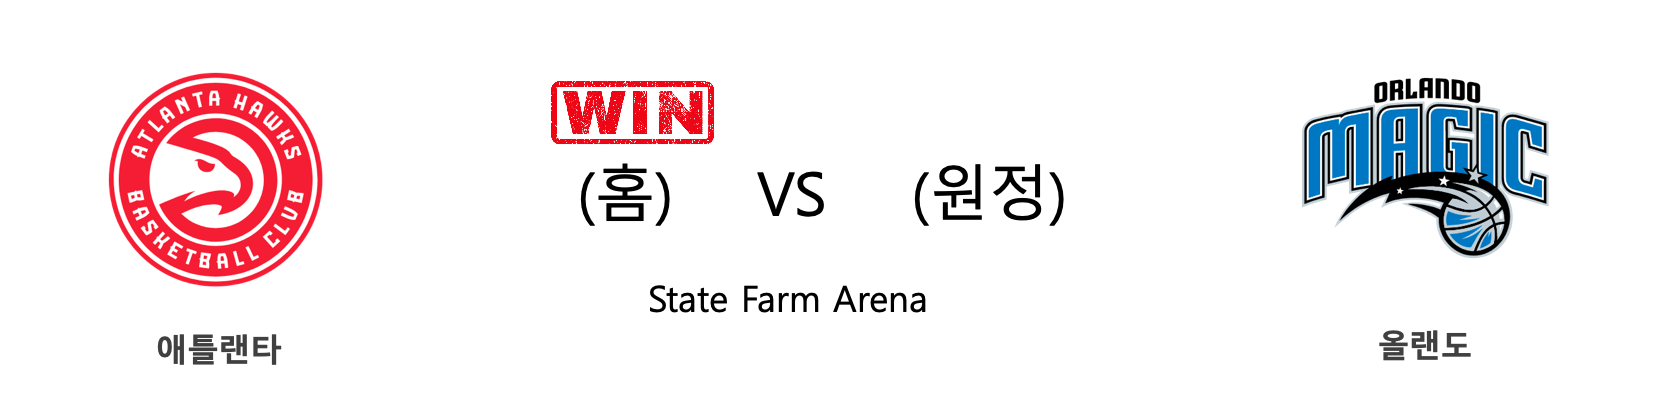 ATLANTA HAWKS
BASKETBALL CLUB
WIN
(홈) VS (원정)
State Farm Arena
ORLANDO
MAGIC
애틀랜타
올랜도